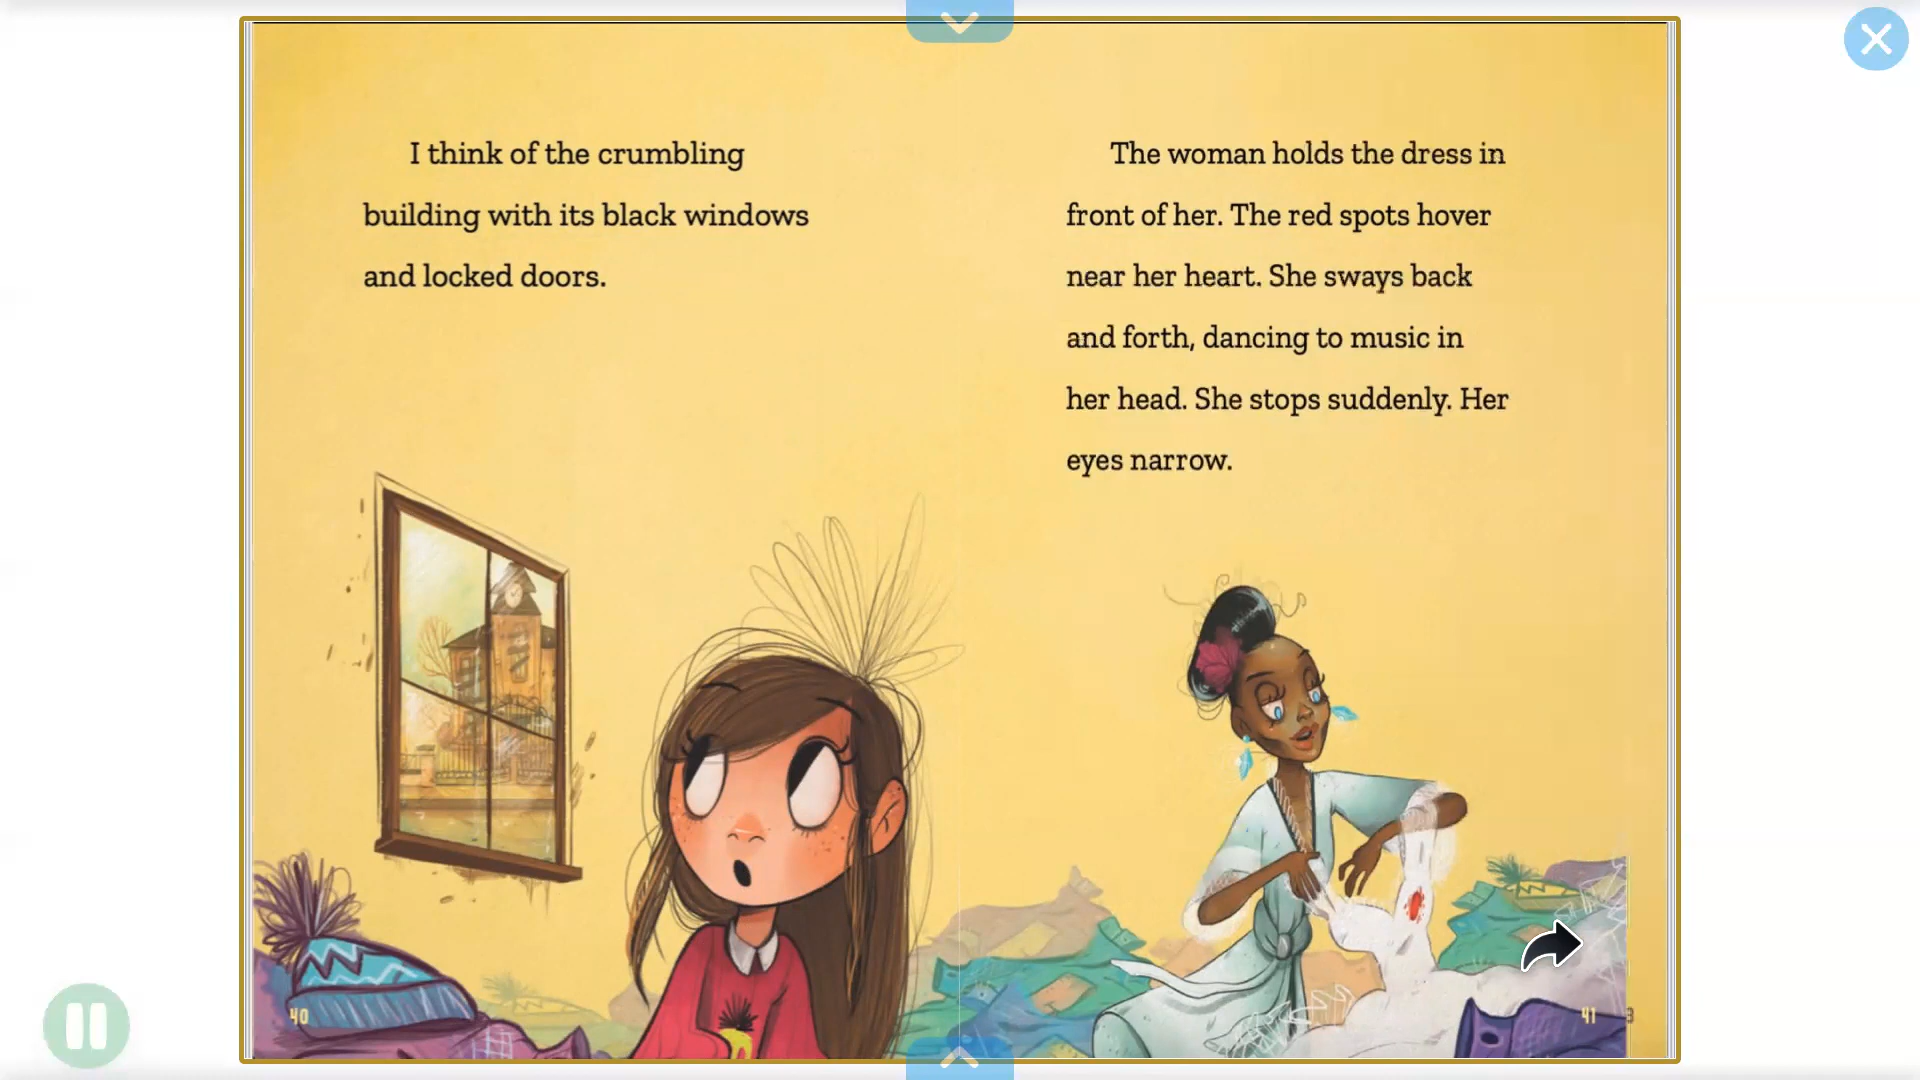 I think of the crumbling
building with its black windows
and locked doors.
40
The woman holds the dress in
front of her. The red spots hover
near her heart. She sways back
and forth, dancing to music in
her head. She stops suddenly. Her
eyes narrow.
41
3